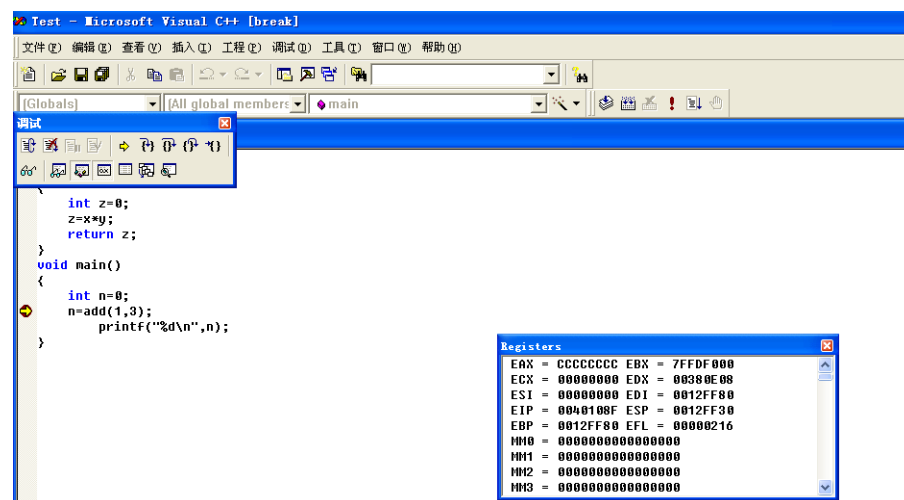 Test - Microsoft Visual C++ [break]
文件(F) 编辑(E) 查看(V) 插入(I) 工程(P) 调试(D) 工具(T) 窗口(W) 帮助(H)
(Globals) (All global members main
调试
{
int z=0;
z=x*y;
return z;
}
void main()
{
int n=0;
n=add(1,3);
printf("%d\n",n);
}
Registers
EAX = CCCCCCCC EBX = 7FFDF000
ECX = 00000000 EDX = 00380E08
ESI = 00000000 EDI = 0012FF80
EIP = 0040108F ESP = 0012FF30
EBP = 0012FF80 EFL = 00000216
MM0 = 0000000000000000
MM1 = 0000000000000000
MM2 = 0000000000000000
MM3 = 0000000000000000